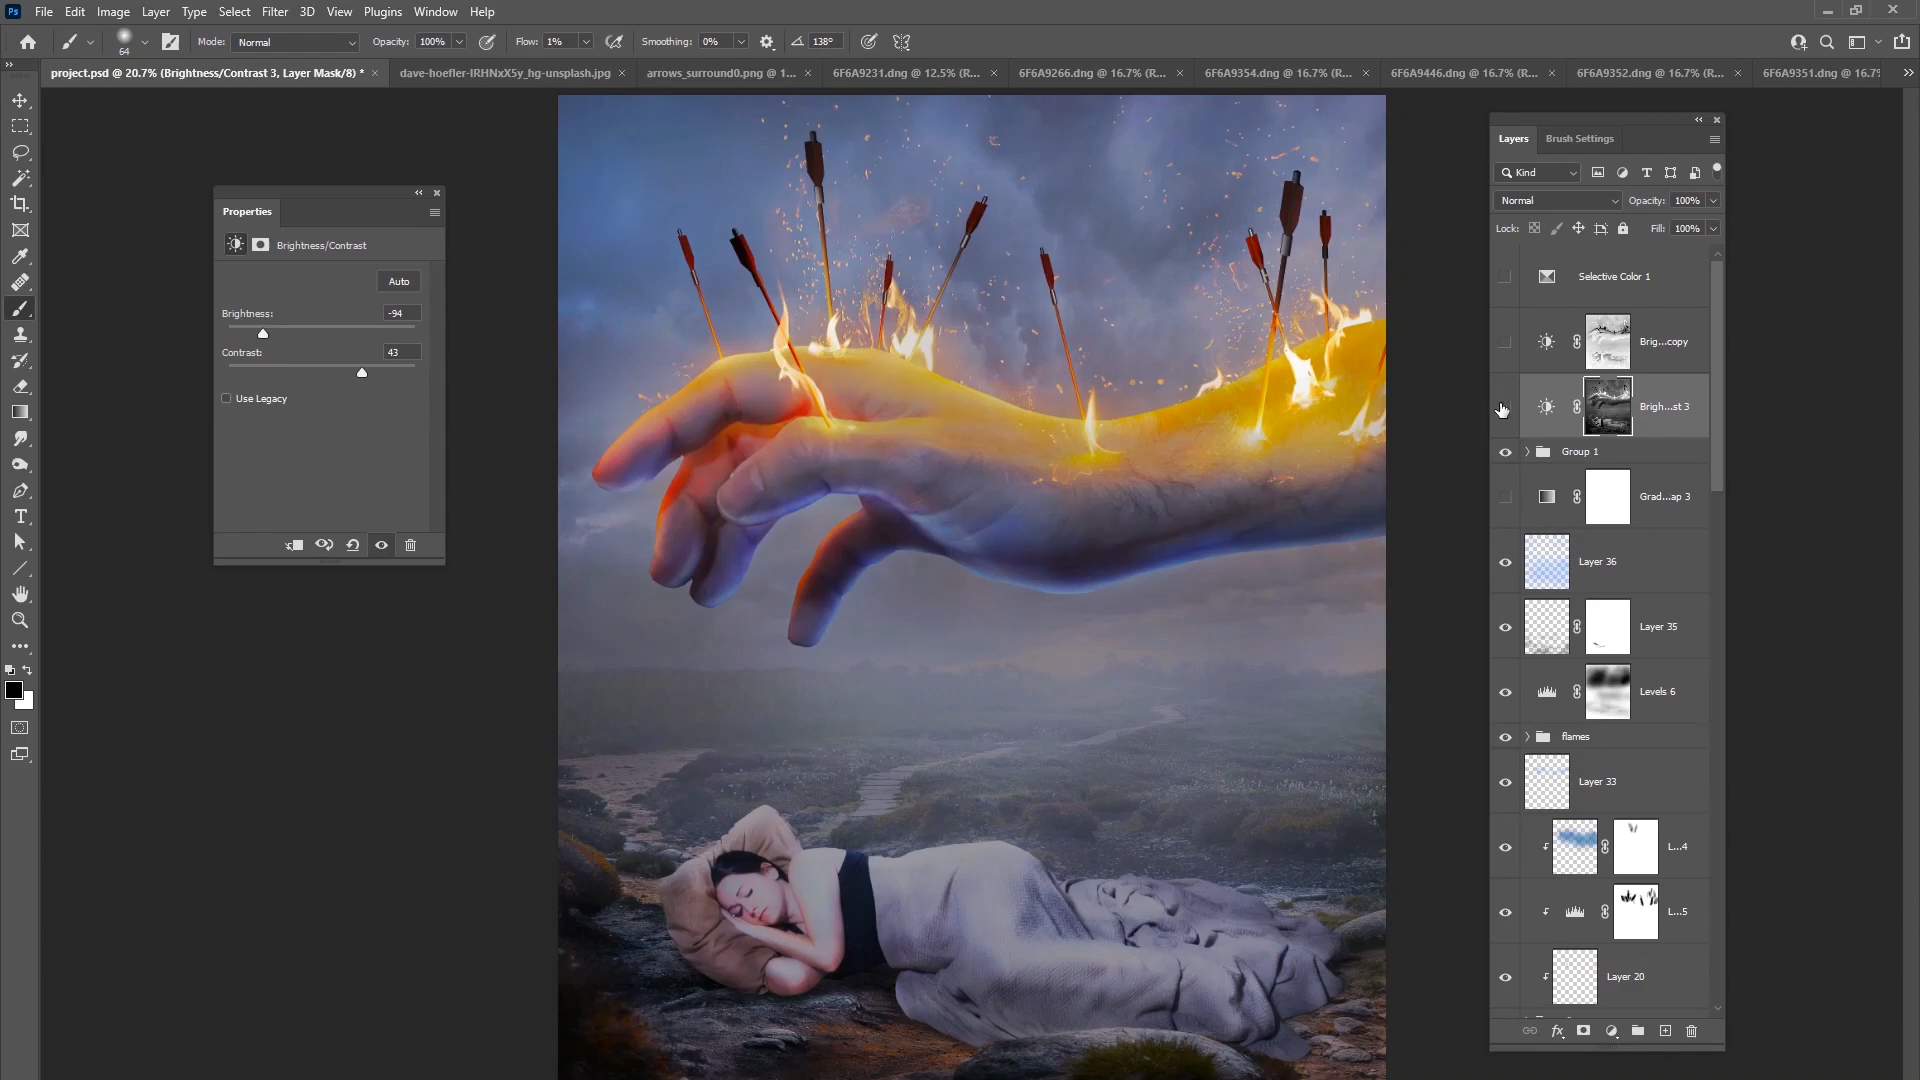 Ps File Edit Image Layer Type Select Filter 3D View Plugins Window Help
64 Mode: Normal Opacity: 100% Flow: 1% Smoothing: 0% 138°
project.psd @ 20.7% (Brightness/Contrast 3, Layer Mask/8) * dave-hoefler-IRHNxX5y_hg-unsplash.jpg arrows_surround0.png @ 1... 6F6A9231.dng @ 12.5% (R... 6F6A9266.dng @ 16.7% (R... 6F6A9354.dng @ 16.7% (R... 6F6A9446.dng @ 16.7% (R... 6F6A9352.dng @ 16.7% (R... 6F6A9351.dng @ 16.7%
Properties
Brightness/Contrast
Auto
Brightness: -94
Contrast: 43
Use Legacy
Layers Brush Settings
Kind
Normal Opacity: 100%
Lock: Fill: 100%
Selective Color 1
Brig...copy
Brigh...st 3
Group 1
Grad...ap 3
Layer 36
Layer 35
Levels 6
flames
Layer 33
L...4
L...5
Layer 20